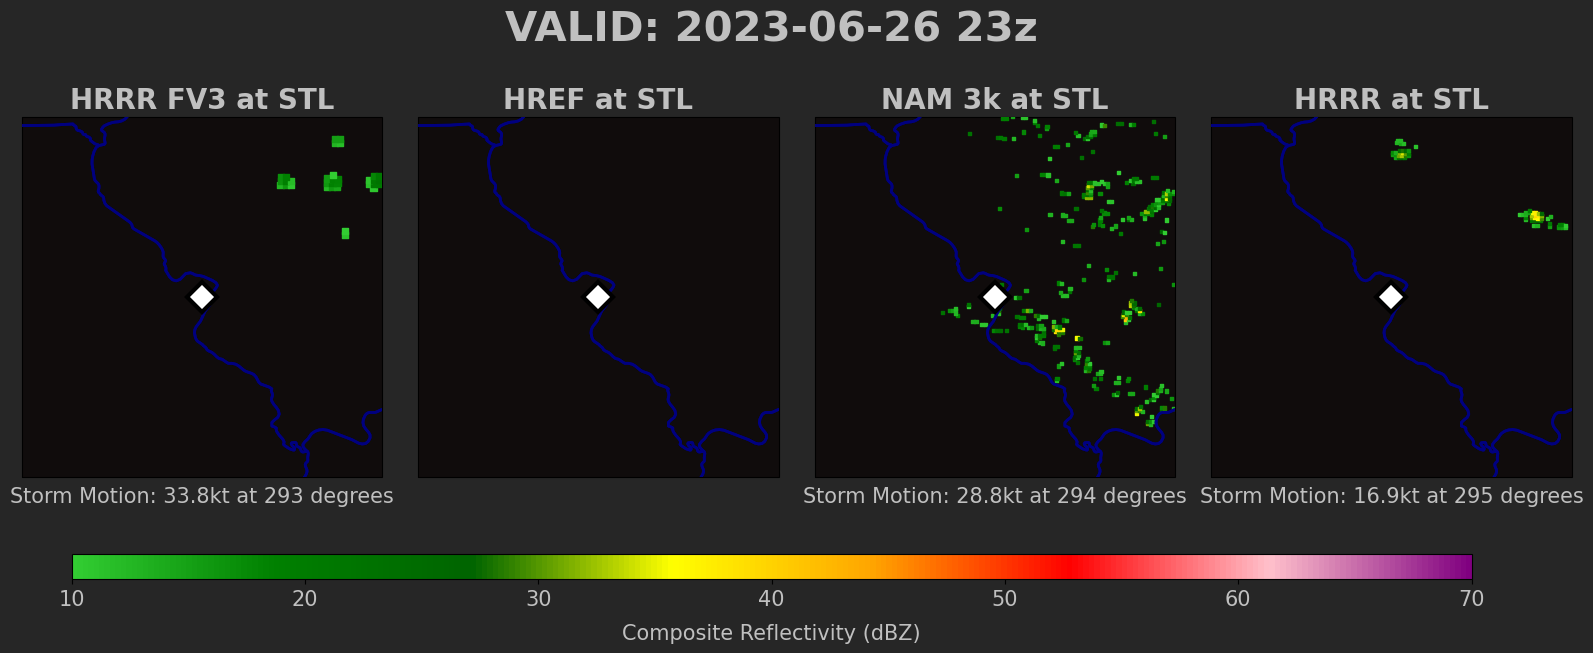 VALID: 2023-06-26 23z
HRRR FV3 at STL
HREF at STL
NAM 3k at STL
HRRR at STL
Storm Motion: 33.8kt at 293 degrees
Storm Motion: 28.8kt at 294 degrees
Storm Motion: 16.9kt at 295 degrees
10 20 30 40 50 60 70
Composite Reflectivity (dBZ)